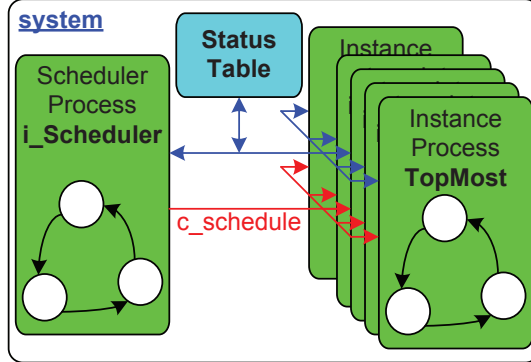 system
Status
Table
Instance
Scheduler
Process
i_Scheduler
Instance
Process
TopMost
c_schedule